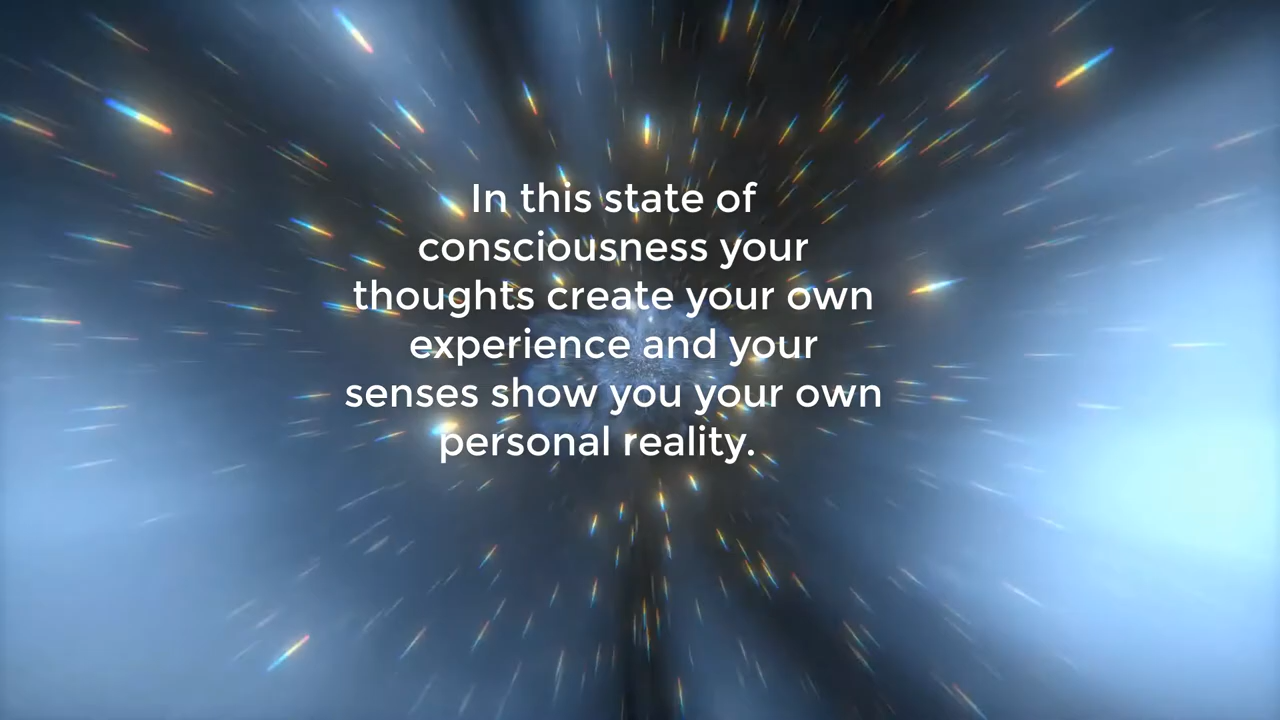 In this state of
consciousness your
thoughts create your own
experience and your
senses show you your own
personal reality.